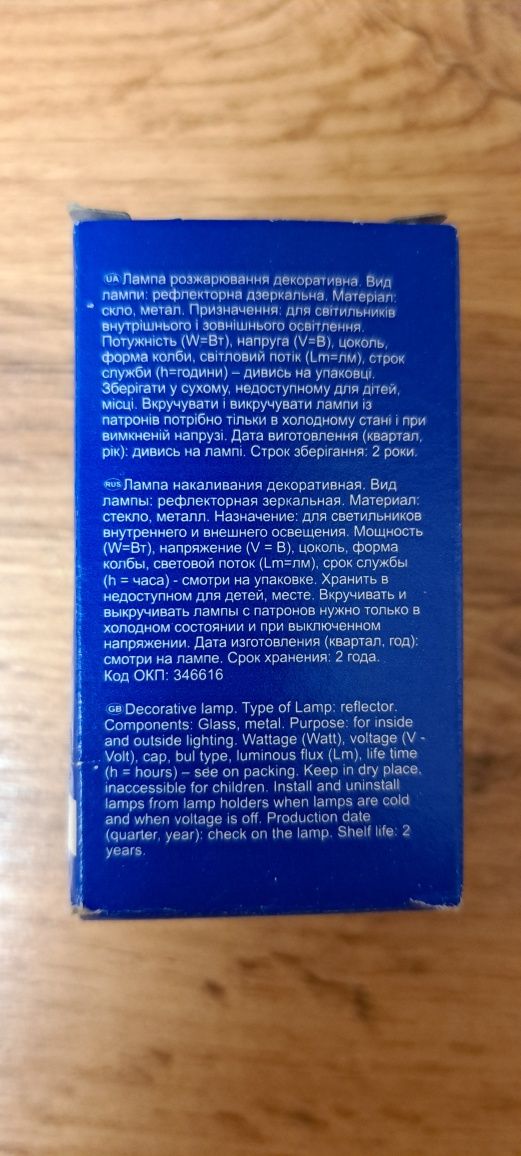 UA Лампа розжарювання декоративна. Вид
лампи: рефлекторна дзеркальна. Матеріал:
скло, метал. Призначення: для світильників
внутрішнього і зовнішнього освітлення.
Потужність (W=Вт), напруга (V=В), цоколь,
форма колби, світловий потік (Lm=лм), строк
служби (h=години) – дивись на упаковці.
Зберігати у сухому, недоступному для дітей,
місці. Вкручувати і викручувати лампи із
патронів потрібно тільки в холодному стані і при
вимкненій напрузі. Дата виготовлення (квартал,
рік): дивись на лампі. Строк зберігання: 2 роки.
RUS Лампа накаливания декоративная. Вид
лампы: рефлекторная зеркальная. Материал:
стекло, металл. Назначение: для светильников
внутреннего и внешнего освещения. Мощность
(W=Вт), напряжение (V = В), цоколь, форма
колбы, световой поток (Lm=лм), срок службы
(h = часа) - смотри на упаковке. Хранить в
недоступном для детей, месте. Вкручивать и
выкручивать лампы с патронов нужно только в
холодном состоянии и при выключенном
напряжении. Дата изготовления (квартал, год):
смотри на лампе. Срок хранения: 2 года.
Код ОКП: 346616
GB Decorative lamp. Type of Lamp: reflector.
Components: Glass, metal. Purpose: for inside
and outside lighting. Wattage (Watt), voltage (V -
Volt), cap, bul type, luminous flux (Lm), life time
(h = hours) – see on packing. Keep in dry place,
inaccessible for children. Install and uninstall
lamps from lamp holders when lamps are cold
and when voltage is off. Production date
(quarter, year): check on the lamp. Shelf life: 2
years.